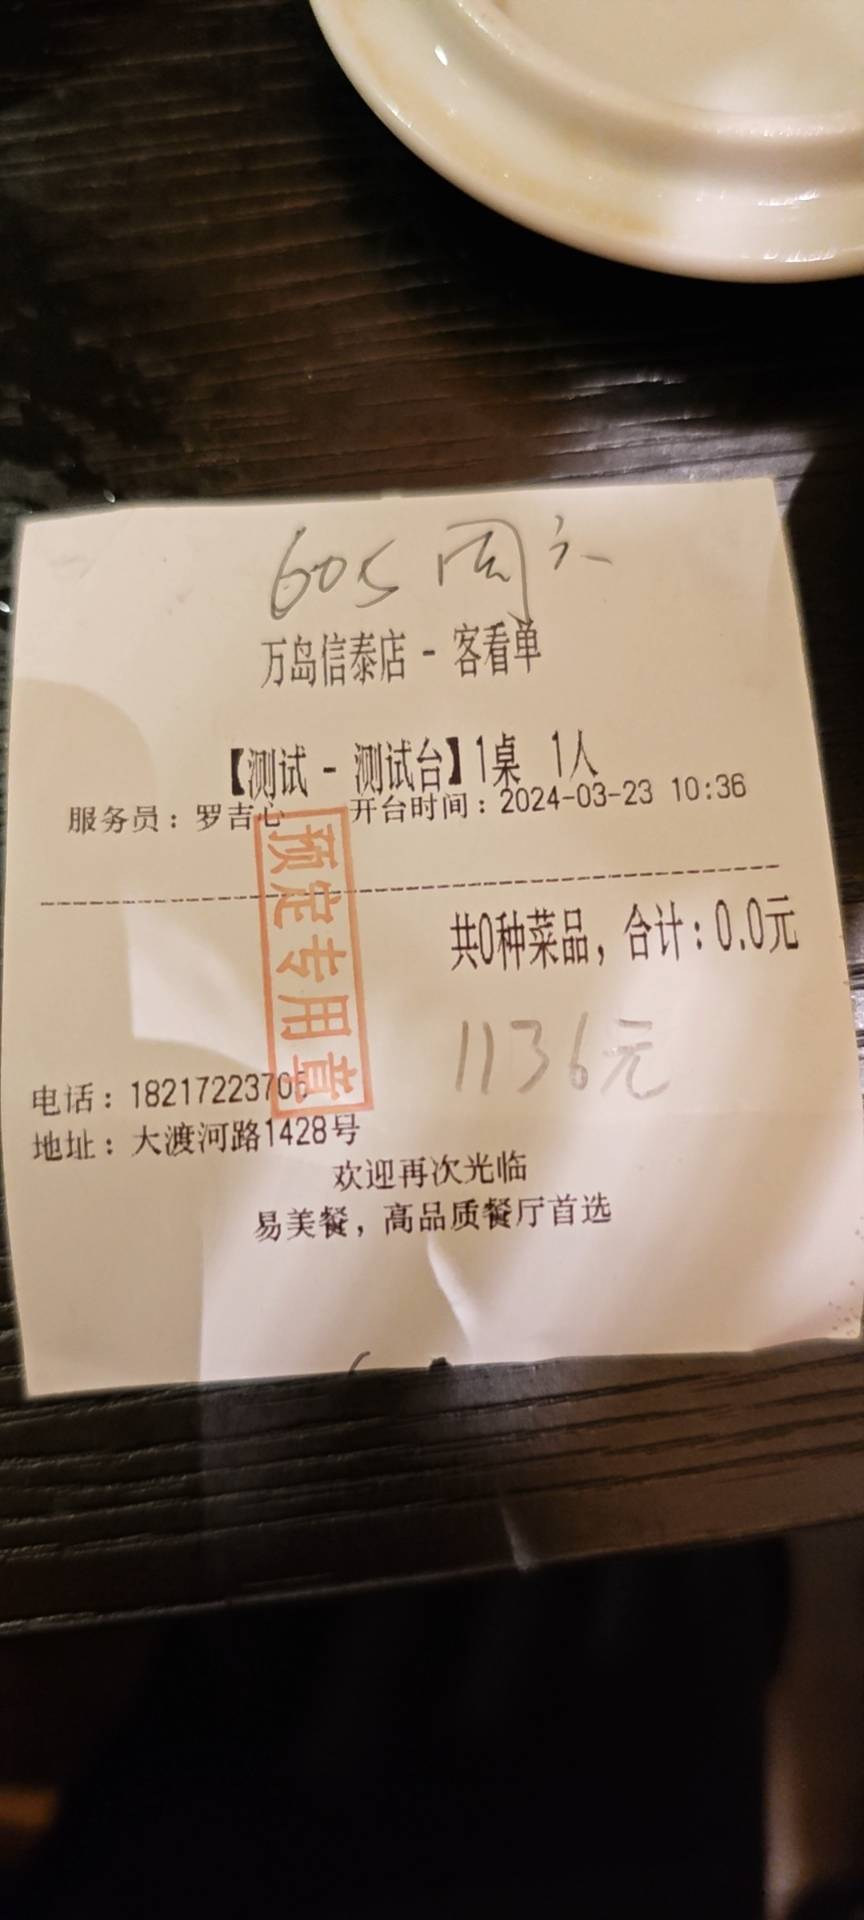 605 周六
万岛信泰店 - 客看单
【测试 - 测试台】1桌 1人
服务员：罗吉心 开台时间：2024-03-23 10:36
预定专用章
共0种菜品，合计：0.0元
1136元
电话：18217223705
地址：大渡河路1428号
欢迎再次光临
易美餐，高品质餐厅首选